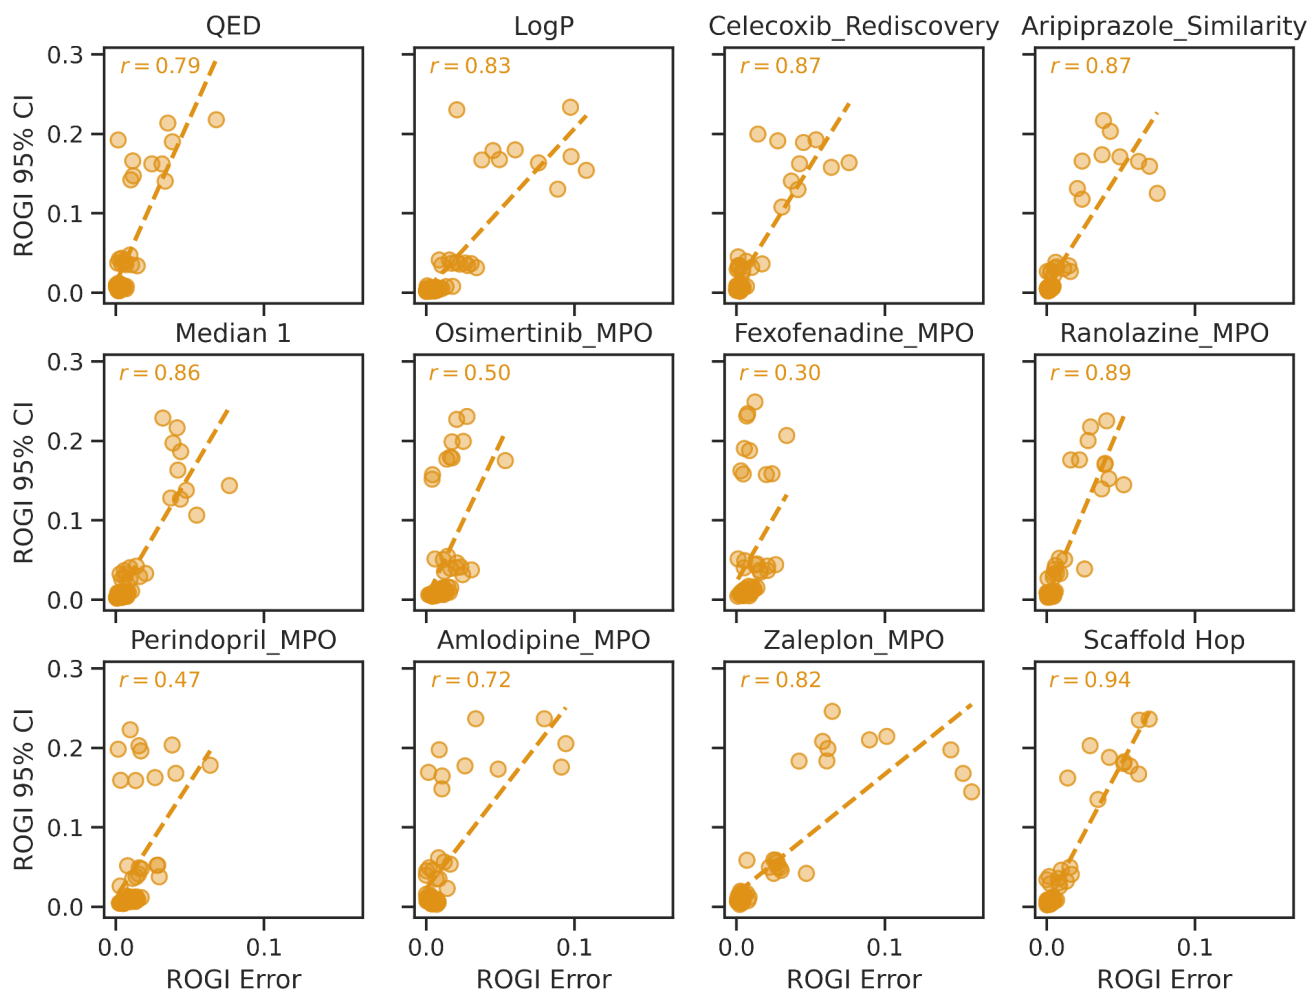 QED
LogP
Celecoxib_Rediscovery
Aripiprazole_Similarity
ROGI 95% CI
0.3
0.2
0.1
0.0
r = 0.79
r = 0.83
r = 0.87
r = 0.87
Median 1
Osimertinib_MPO
Fexofenadine_MPO
Ranolazine_MPO
ROGI 95% CI
0.3
0.2
0.1
0.0
r = 0.86
r = 0.50
r = 0.30
r = 0.89
Perindopril_MPO
Amlodipine_MPO
Zaleplon_MPO
Scaffold Hop
ROGI 95% CI
0.3
0.2
0.1
0.0
r = 0.47
r = 0.72
r = 0.82
r = 0.94
0.0 0.1
0.0 0.1
0.0 0.1
0.0 0.1
ROGI Error
ROGI Error
ROGI Error
ROGI Error